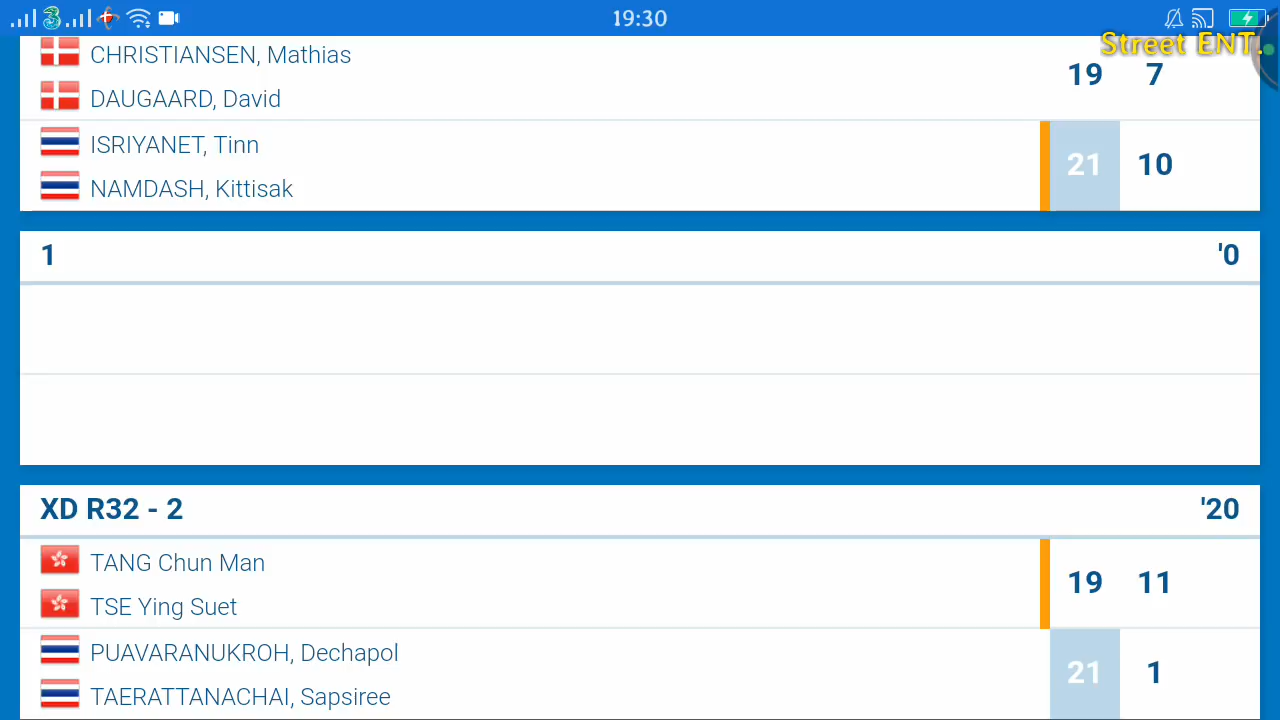 3
19:30
Street ENT.
CHRISTIANSEN, Mathias
DAUGAARD, David
19 7
ISRIYANET, Tinn
NAMDASH, Kittisak
21 10
1 '0
XD R32 - 2 '20
TANG Chun Man
TSE Ying Suet
19 11
PUAVARANUKROH, Dechapol
TAERATTANACHAI, Sapsiree
21 1